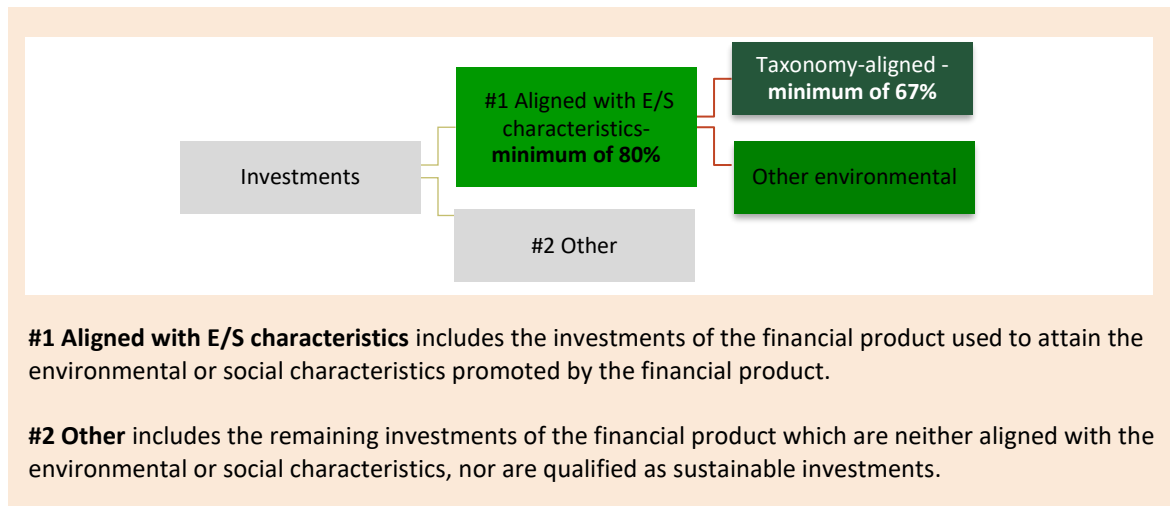 Taxonomy-aligned -
minimum of 67%
#1 Aligned with E/S
characteristics-
minimum of 80%
Investments
Other environmental
#2 Other
#1 Aligned with E/S characteristics includes the investments of the financial product used to attain the
environmental or social characteristics promoted by the financial product.
#2 Other includes the remaining investments of the financial product which are neither aligned with the
environmental or social characteristics, nor are qualified as sustainable investments.